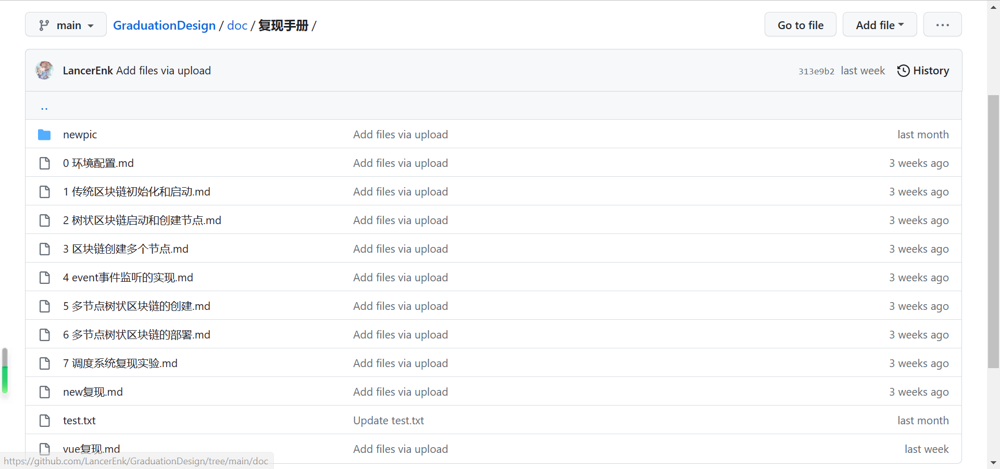 main
GraduationDesign / doc / 复现手册 /
Go to file
Add file
...
LancerEnk Add files via upload
313e9b2 last week
History
..
newpic Add files via upload last month
0 环境配置.md Add files via upload 3 weeks ago
1 传统区块链初始化和启动.md Add files via upload 3 weeks ago
2 树状区块链启动和创建节点.md Add files via upload 3 weeks ago
3 区块链创建多个节点.md Add files via upload 3 weeks ago
4 event事件监听的实现.md Add files via upload 3 weeks ago
5 多节点树状区块链的创建.md Add files via upload 3 weeks ago
6 多节点树状区块链的部署.md Add files via upload 3 weeks ago
7 调度系统复现实验.md Add files via upload 3 weeks ago
new复现.md Add files via upload 3 weeks ago
test.txt Update test.txt last month
vue复现.md Add files via upload last week
https://github.com/LancerEnk/GraduationDesign/tree/main/doc